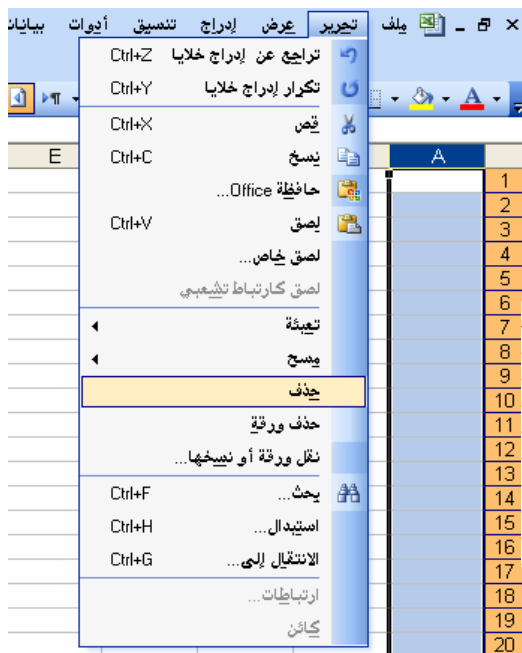 ملف تحرير عرض إدراج تنسيق أدوات بيانات
تراجع عن إدراج خلايا Ctrl+Z
تكرار إدراج خلايا Ctrl+Y
قص Ctrl+X
نسخ Ctrl+C
حافظة Office...
لصق Ctrl+V
لصق خاص...
لصق كارتباط تشعبي
تعبئة
مسح
حذف
حذف ورقة
نقل ورقة أو نسخها...
بحث... Ctrl+F
استبدال... Ctrl+H
الانتقال إلى... Ctrl+G
ارتباطات...
كائن
A E
1
2
3
4
5
6
7
8
9
10
11
12
13
14
15
16
17
18
19
20